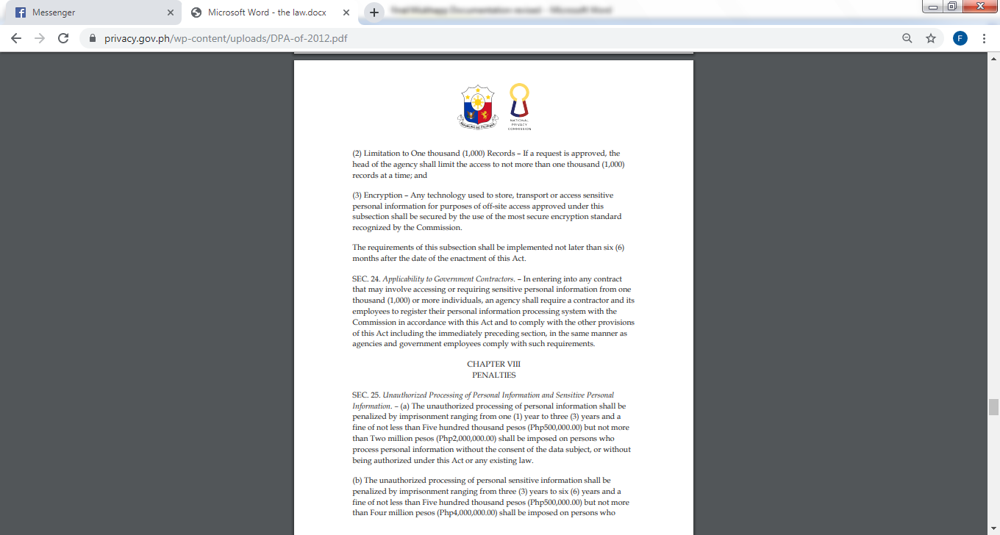 Messenger
Microsoft Word - the law.docx
Microsoft Word
privacy.gov.ph/wp-content/uploads/DPA-of-2012.pdf
F
NATIONAL
PRIVACY
COMMISSION
(2) Limitation to One thousand (1,000) Records – If a request is approved, the
head of the agency shall limit the access to not more than one thousand (1,000)
records at a time; and
(3) Encryption – Any technology used to store, transport or access sensitive
personal information for purposes of off-site access approved under this
subsection shall be secured by the use of the most secure encryption standard
recognized by the Commission.
The requirements of this subsection shall be implemented not later than six (6)
months after the date of the enactment of this Act.
SEC. 24. Applicability to Government Contractors. – In entering into any contract
that may involve accessing or requiring sensitive personal information from one
thousand (1,000) or more individuals, an agency shall require a contractor and its
employees to register their personal information processing system with the
Commission in accordance with this Act and to comply with the other provisions
of this Act including the immediately preceding section, in the same manner as
agencies and government employees comply with such requirements.
CHAPTER VIII
PENALTIES
SEC. 25. Unauthorized Processing of Personal Information and Sensitive Personal
Information. – (a) The unauthorized processing of personal information shall be
penalized by imprisonment ranging from one (1) year to three (3) years and a
fine of not less than Five hundred thousand pesos (Php500,000.00) but not more
than Two million pesos (Php2,000,000.00) shall be imposed on persons who
process personal information without the consent of the data subject, or without
being authorized under this Act or any existing law.
(b) The unauthorized processing of personal sensitive information shall be
penalized by imprisonment ranging from three (3) years to six (6) years and a
fine of not less than Five hundred thousand pesos (Php500,000.00) but not more
than Four million pesos (Php4,000,000.00) shall be imposed on persons who